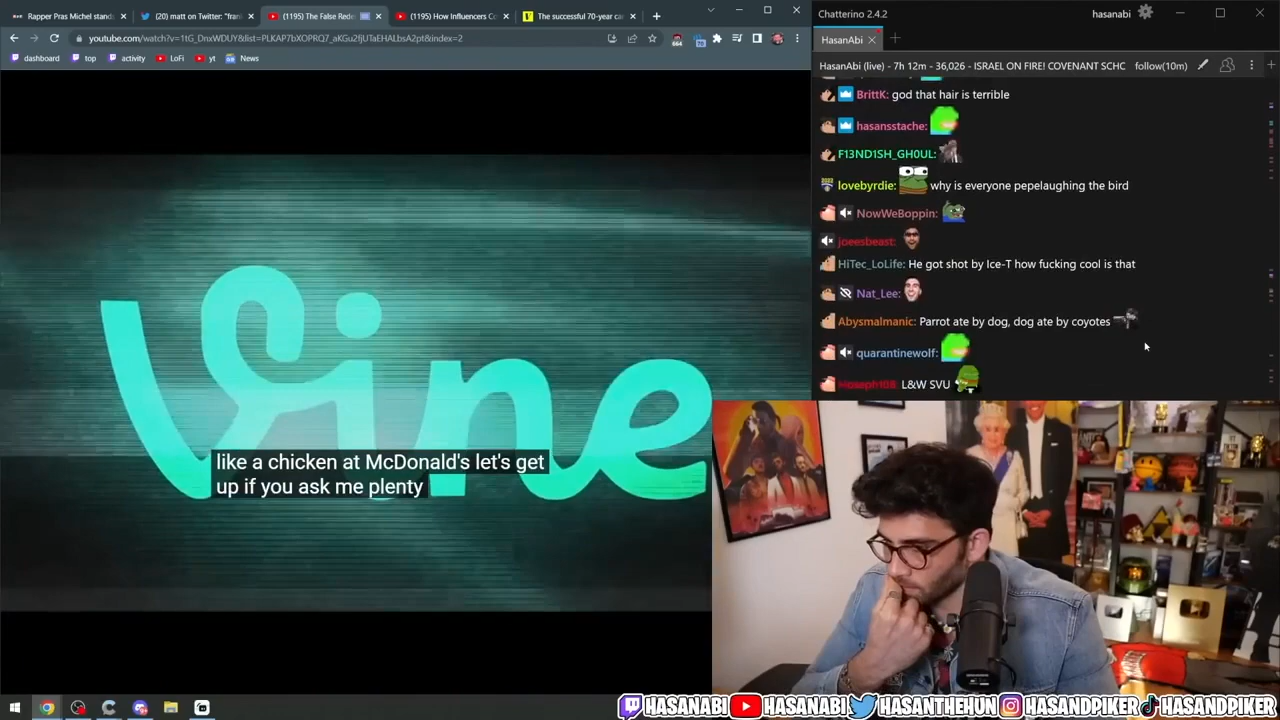 Rapper Pras Michel stand
(20) matt on Twitter: "fran
(1195) The False Rede
(1195) How Influencers Co
The successful 70-year ca
youtube.com/watch?v=1tG_DnxWDUY&list=PLKAP7bXOPRQ7_aKGu2fjUTaEHALbsA2pt&index=2
dashboard
top
activity
LoFi
yt
News
Vine
like a chicken at McDonald's let's get
up if you ask me plenty
Chatterino 2.4.2
hasanabi
HasanAbi
HasanAbi (live) - 7h 12m - 36,026 - ISRAEL ON FIRE! COVENANT SCHC
follow(10m)
BrittK: god that hair is terrible
hasansstache:
F13ND1SH_GH0UL:
lovebyrdie: why is everyone pepelaughing the bird
NowWeBoppin:
joeesbeast:
HiTec_LoLife: He got shot by Ice-T how fucking cool is that
Nat_Lee:
Abysmalmanic: Parrot ate by dog, dog ate by coyotes
quarantinewolf:
L&W SVU
HASANABI
HASANABI
HASANTHEHUN
HASANDPIKER
HASANDPIKER